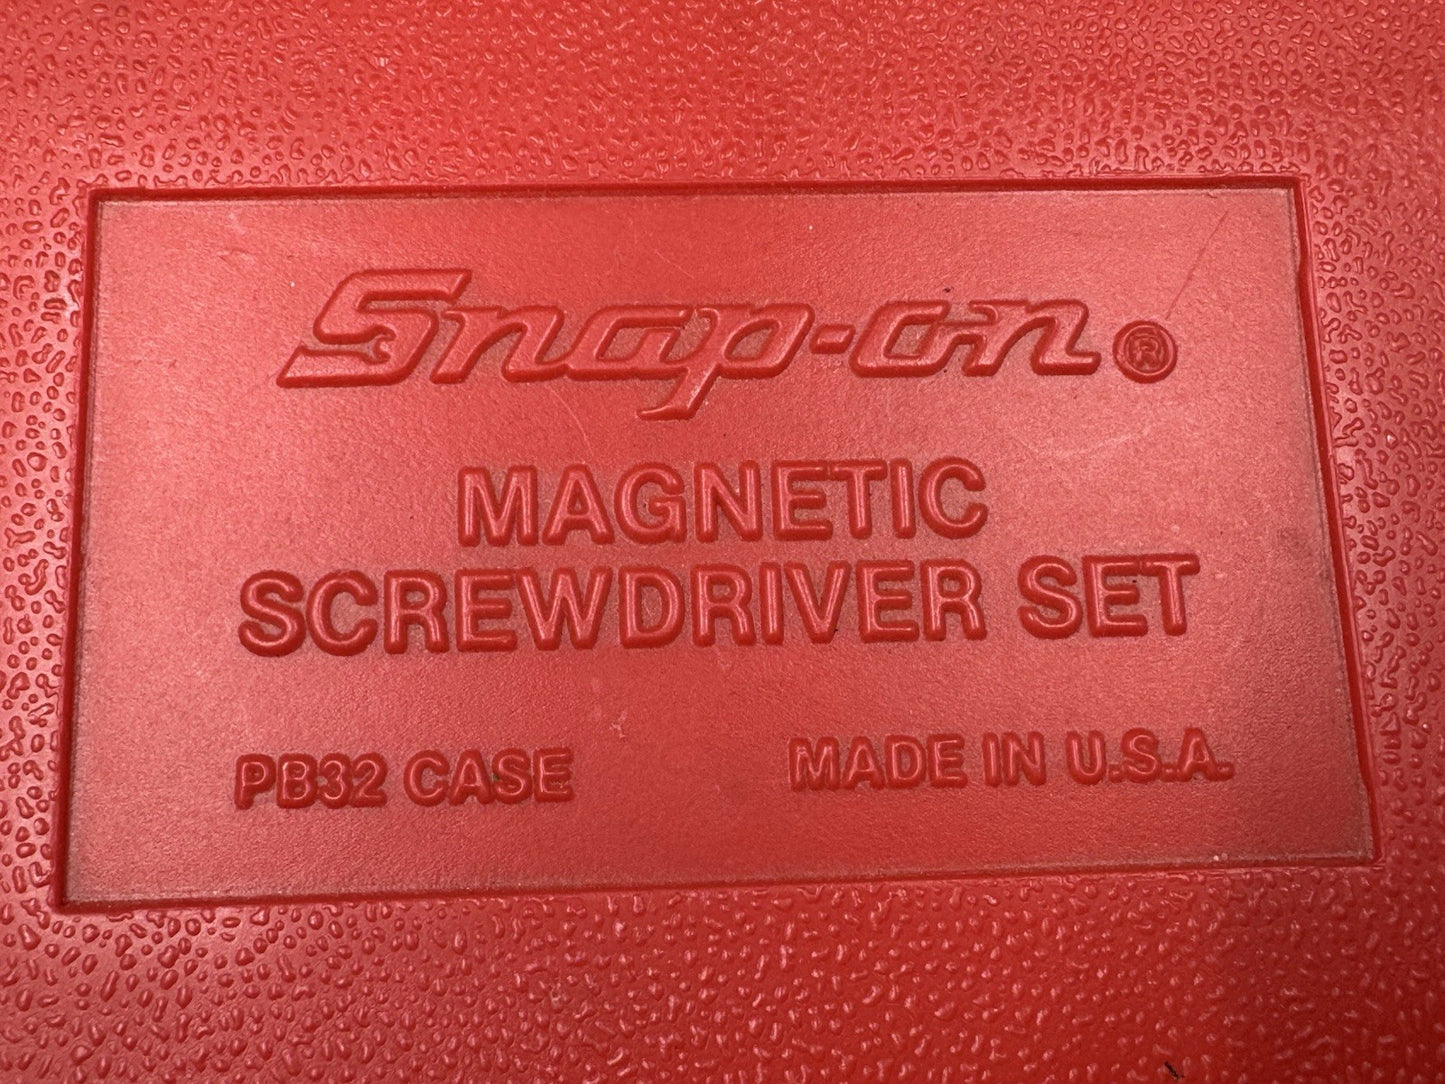 Snap-on®
MAGNETIC
SCREWDRIVER SET
PB32 CASE MADE IN U.S.A.